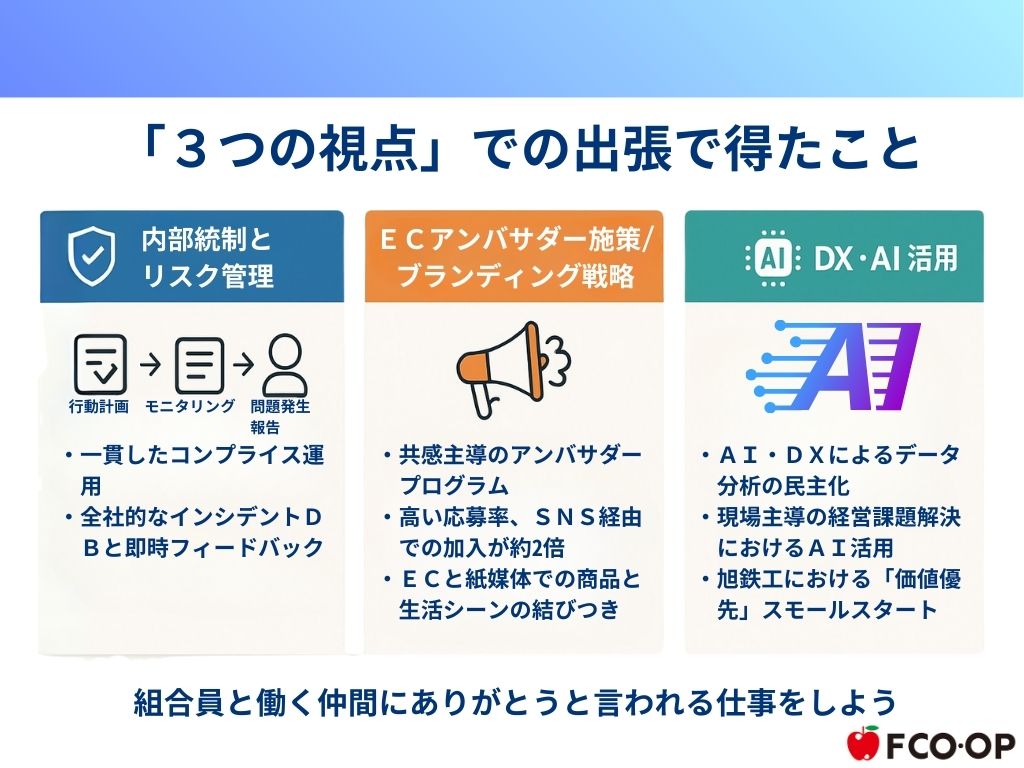 「３つの視点」での出張で得たこと
内部統制と
リスク管理
行動計画
モニタリング
問題発生
報告
・一貫したコンプライス運
用
・全社的なインシデントＤ
Ｂと即時フィードバック
ＥＣアンバサダー施策/
ブランディング戦略
・共感主導のアンバサダー
プログラム
・高い応募率、ＳＮＳ経由
での加入が約2倍
・ＥＣと紙媒体での商品と
生活シーンの結びつき
AI DX・AI 活用
AI
・ＡＩ・ＤＸによるデータ
分析の民主化
・現場主導の経営課題解決
におけるＡＩ活用
・旭鉄工における「価値優
先」スモールスタート
組合員と働く仲間にありがとうと言われる仕事をしよう
FCO·OP